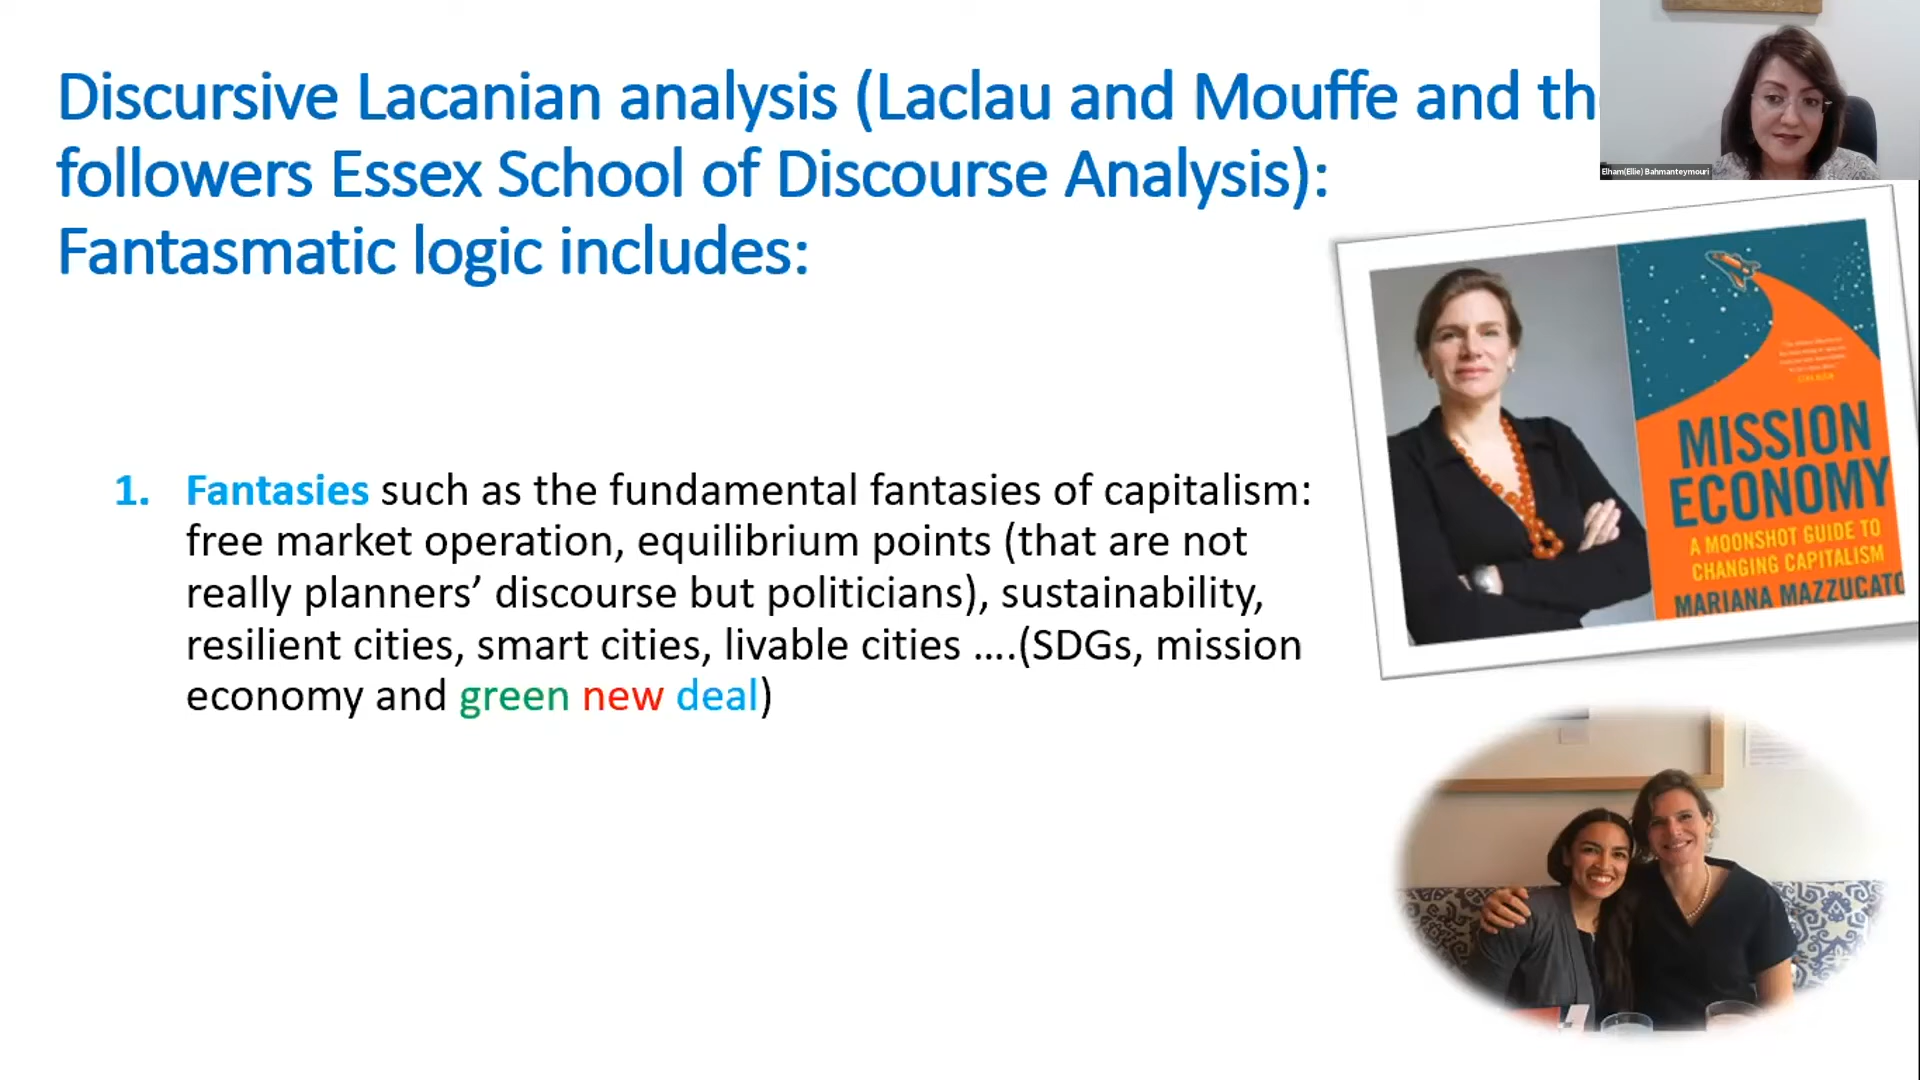 Discursive Lacanian analysis (Laclau and Mouffe and th
followers Essex School of Discourse Analysis):
Fantasmatic logic includes:
Elham(Ellie) Bahmanteymouri
1. Fantasies such as the fundamental fantasies of capitalism:
free market operation, equilibrium points (that are not
really planners’ discourse but politicians), sustainability,
resilient cities, smart cities, livable cities ....(SDGs, mission
economy and green new deal)
MISSION
ECONOMY
A MOONSHOT GUIDE TO
CHANGING CAPITALISM
MARIANA MAZZUCATO